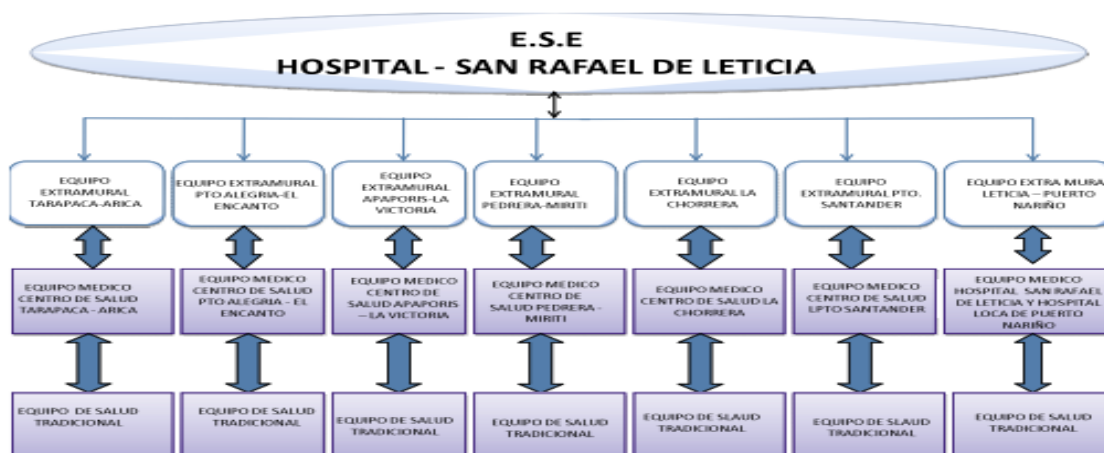 E.S.E
HOSPITAL - SAN RAFAEL DE LETICIA
EQUIPO
EXTRAMURAL
TARAPACA-ARICA
EQUIPO EXTRAMURAL
PTO ALEGRIA-EL
ENCANTO
EQUIPO
EXTRAMURAL
APAPORIS-LA
VICTORIA
EQUIPO
EXTRAMURAL
PEDRERA-MIRITI
EQUIPO
EXTRAMURAL LA
CHORRERA
EQUIPO
EXTRAMURAL PTO.
SANTANDER
EQUIPO EXTRA MURA
LETICIA – PUERTO
NARIÑO
EQUIPO MEDICO
CENTRO DE SALUD
TARAPACA - ARICA
EQUIPO MEDICO
CENTRO DE SALUD
PTO ALEGRIA - EL
ENCANTO
EQUIPO MEDICO
CENTRO DE
SALUD APAPORIS
– LA VICTORIA
EQUIPO MEDICO
CENTRO DE
SALUD PEDRERA -
MIRITI
EQUIPO MEDICO
CENTRO DE SALUD LA
CHORRERA
EQUIPO MEDICO
CENTRO DE SALUD
LPTO SANTANDER
EQUIPO MEDICO
HOSPITAL SAN RAFAEL
DE LETICIA Y HOSPITAL
LOCA DE PUERTO
NARIÑO
EQUIPO DE SALUD
TRADICIONAL
EQUIPO DE SALUD
TRADICIONAL
EQUIPO DE SALUD
TRADICIONAL
EQUIPO DE SALUD
TRADICIONAL
EQUIPO DE SLAUD
TRADICIONAL
EQUIPO DE SLAUD
TRADICIONAL
EQUIPO DE SALUD
TRADICIONAL